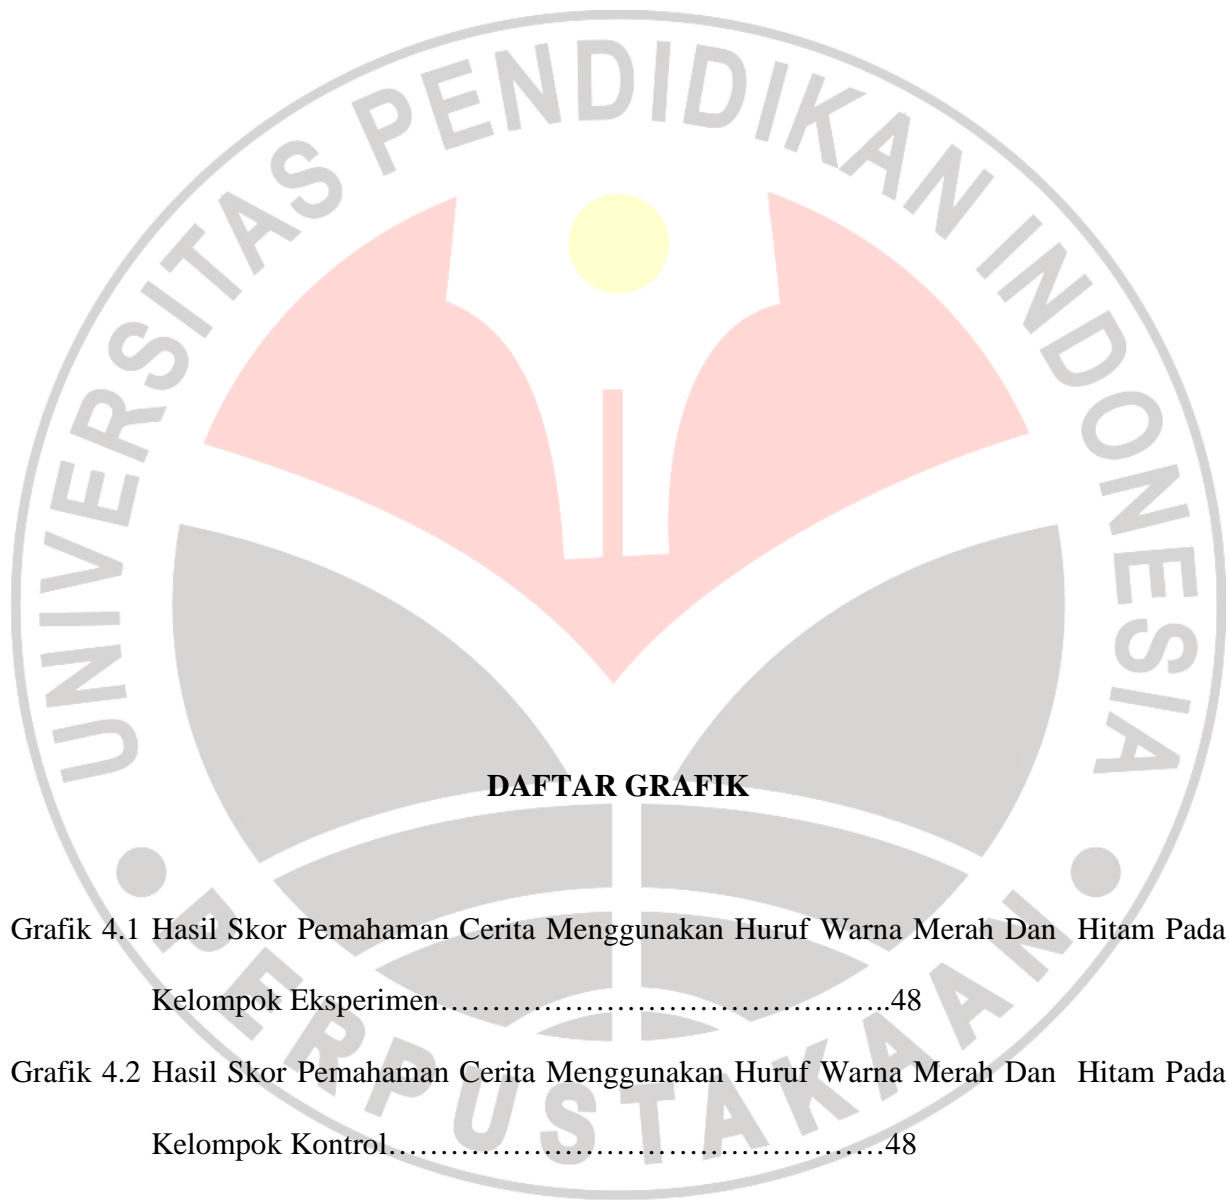 UNIVERSITAS PENDIDIKAN INDONESIA
PERPUSTAKAAN
DAFTAR GRAFIK
Grafik 4.1 Hasil Skor Pemahaman Cerita Menggunakan Huruf Warna Merah Dan Hitam Pada
Kelompok Eksperimen……………………………………..48
Grafik 4.2 Hasil Skor Pemahaman Cerita Menggunakan Huruf Warna Merah Dan Hitam Pada
Kelompok Kontrol…………………………………………48